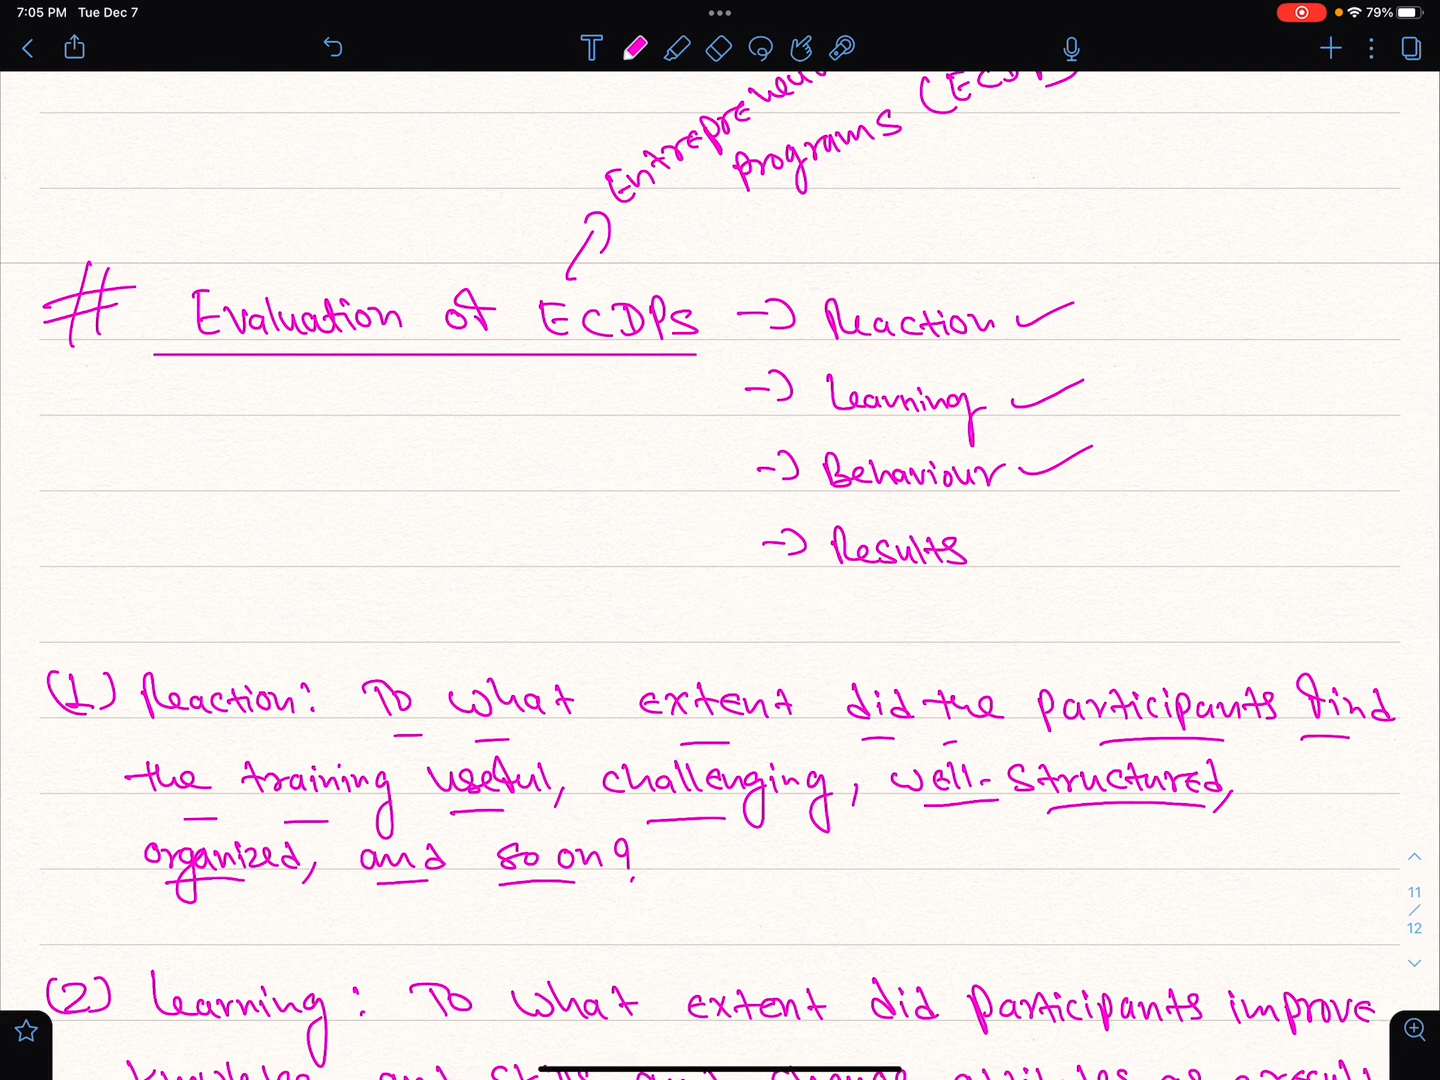 7:05 PM Tue Dec 7
79%
programs (ECDP
# Evaluation of ECDPs → Reaction ✓
→ Learning ✓
→ Behaviour ✓
→ Results
(1) Reaction: To what extent did the participants find
the training useful, challenging, well-structured,
organized, and so on?
11
/
12
(2) Learning: To what extent did participants improve